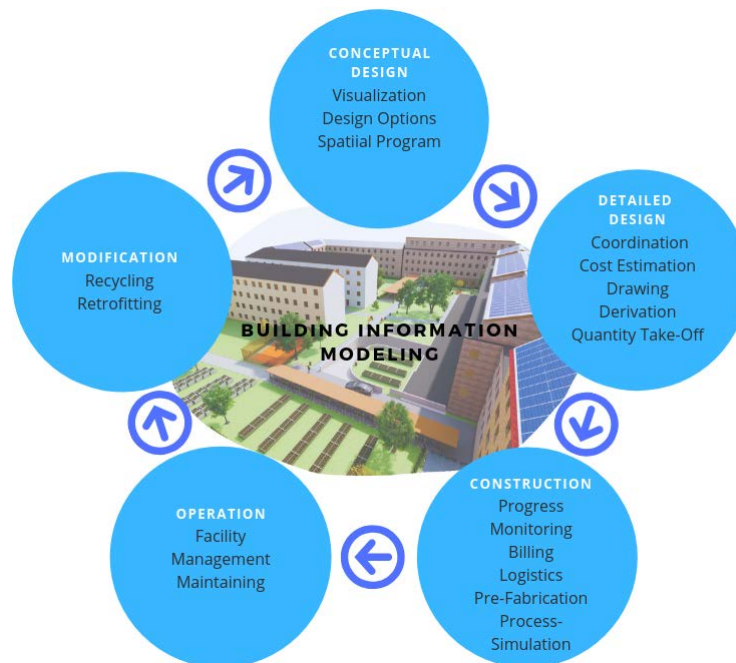 CONCEPTUAL
DESIGN
Visualization
Design Options
Spatiial Program
DETAILED
DESIGN
Coordination
Cost Estimation
Drawing
Derivation
Quantity Take-Off
MODIFICATION
Recycling
Retrofitting
BUILDING INFORMATION
MODELING
CONSTRUCTION
Progress
Monitoring
Billing
Logistics
Pre-Fabrication
Process-
Simulation
OPERATION
Facility
Management
Maintaining